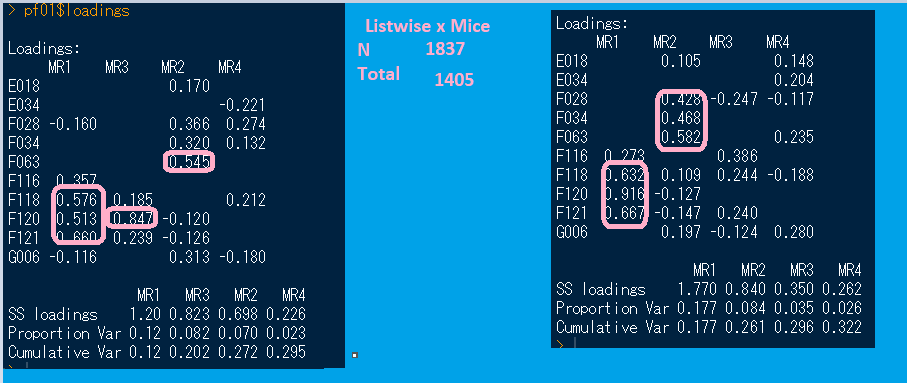 > pf01$loadings
Loadings:
MR1 MR3 MR2 MR4
E018 0.170
E034 -0.221
F028 -0.160 0.366 0.274
F034 0.320 0.132
F063 0.545
F116 0.357
F118 0.576 0.185 0.212
F120 0.513 0.847 -0.120
F121 0.660 0.239 -0.126
G006 -0.116 0.313 -0.180
MR1 MR3 MR2 MR4
SS loadings 1.20 0.823 0.698 0.226
Proportion Var 0.12 0.082 0.070 0.023
Cumulative Var 0.12 0.202 0.272 0.295
>
Listwise x Mice
N 1837
Total 1405
Loadings:
MR1 MR2 MR3 MR4
E018 0.105 0.148
E034 0.204
F028 0.428 -0.247 -0.117
F034 0.468
F063 0.582 0.235
F116 0.273 0.386
F118 0.632 0.109 0.244 -0.188
F120 0.916 -0.127
F121 0.667 -0.147 0.240
G006 0.197 -0.124 0.280
MR1 MR2 MR3 MR4
SS loadings 1.770 0.840 0.350 0.262
Proportion Var 0.177 0.084 0.035 0.026
Cumulative Var 0.177 0.261 0.296 0.322
>